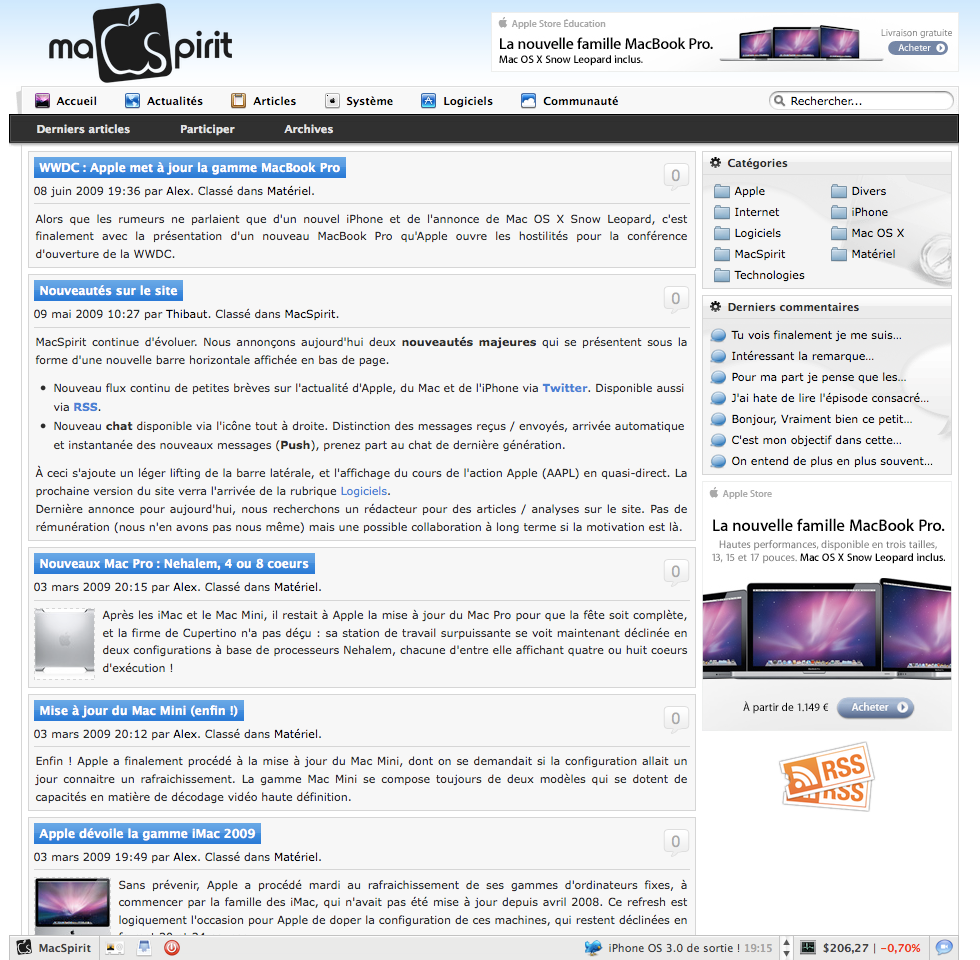 macSpirit
Apple Store Éducation
La nouvelle famille MacBook Pro.
Mac OS X Snow Leopard inclus.
Livraison gratuite
Acheter
Accueil
Actualités
Articles
Système
Logiciels
Communauté
Rechercher...
Derniers articles
Participer
Archives
WWDC : Apple met à jour la gamme MacBook Pro
0
08 juin 2009 19:36 par Alex. Classé dans Matériel.
Alors que les rumeurs ne parlaient que d'un nouvel iPhone et de l'annonce de Mac OS X Snow Leopard, c'est
finalement avec la présentation d'un nouveau MacBook Pro qu'Apple ouvre les hostilités pour la conférence
d'ouverture de la WWDC.
Nouveautés sur le site
0
09 mai 2009 10:27 par Thibaut. Classé dans MacSpirit.
MacSpirit continue d'évoluer. Nous annonçons aujourd'hui deux nouveautés majeures qui se présentent sous la
forme d'une nouvelle barre horizontale affichée en bas de page.
• Nouveau flux continu de petites brèves sur l'actualité d'Apple, du Mac et de l'iPhone via Twitter. Disponible aussi
via RSS.
• Nouveau chat disponible via l'icône tout à droite. Distinction des messages reçus / envoyés, arrivée automatique
et instantanée des nouveaux messages (Push), prenez part au chat de dernière génération.
À ceci s'ajoute un léger lifting de la barre latérale, et l'affichage du cours de l'action Apple (AAPL) en quasi-direct. La
prochaine version du site verra l'arrivée de la rubrique Logiciels.
Dernière annonce pour aujourd'hui, nous recherchons un rédacteur pour des articles / analyses sur le site. Pas de
rémunération (nous n'en avons pas nous même) mais une possible collaboration à long terme si la motivation est là.
Nouveaux Mac Pro : Nehalem, 4 ou 8 coeurs
0
03 mars 2009 20:15 par Alex. Classé dans Matériel.
Après les iMac et le Mac Mini, il restait à Apple la mise à jour du Mac Pro pour que la fête soit complète,
et la firme de Cupertino n'a pas déçu : sa station de travail surpuissante se voit maintenant déclinée en
deux configurations à base de processeurs Nehalem, chacune d'entre elle affichant quatre ou huit coeurs
d'exécution !
Mise à jour du Mac Mini (enfin !)
0
03 mars 2009 20:12 par Alex. Classé dans Matériel.
Enfin ! Apple a finalement procédé à la mise à jour du Mac Mini, dont on se demandait si la configuration allait un
jour connaitre un rafraichissement. La gamme Mac Mini se compose toujours de deux modèles qui se dotent de
capacités en matière de décodage vidéo haute définition.
Apple dévoile la gamme iMac 2009
0
03 mars 2009 19:49 par Alex. Classé dans Matériel.
Sans prévenir, Apple a procédé mardi au rafraichissement de ses gammes d'ordinateurs fixes, à
commencer par la famille des iMac, qui n'avait pas été mise à jour depuis avril 2008. Ce refresh est
logiquement l'occasion pour Apple de doper la configuration de ces machines, qui restent déclinées en
Catégories
Apple
Divers
Internet
iPhone
Logiciels
Mac OS X
MacSpirit
Matériel
Technologies
Derniers commentaires
Tu vois finalement je me suis...
Intéressant la remarque...
Pour ma part je pense que les...
J'ai hate de lire l'épisode consacré...
Bonjour, Vraiment bien ce petit...
C'est mon objectif dans cette...
On entend de plus en plus souvent...
Apple Store
La nouvelle famille MacBook Pro.
Hautes performances, disponible en trois tailles,
13, 15 et 17 pouces. Mac OS X Snow Leopard inclus.
À partir de 1.149 €
Acheter
RSS
RSS
MacSpirit
iPhone OS 3.0 de sortie ! 19:15
$206,27 | −0,70%